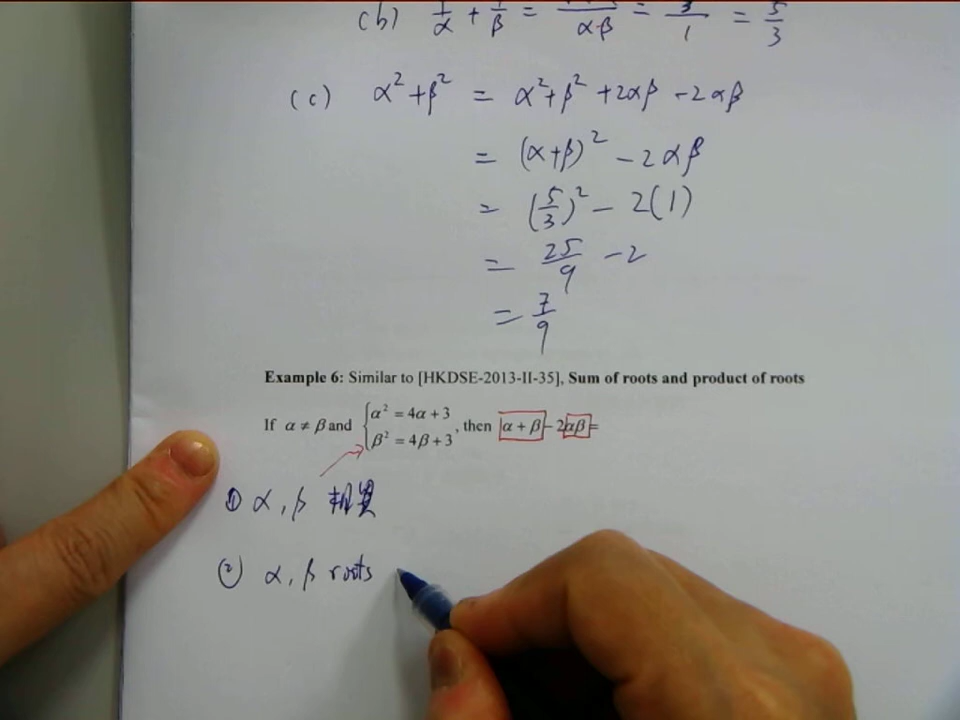 (b) 1/α + 1/β = αβ = 3/1 = 5/3
(c) α² + β² = α² + β² + 2αβ - 2αβ
= (α+β)² - 2αβ
= (5/3)² - 2(1)
= 25/9 - 2
= 7/9
Example 6: Similar to [HKDSE-2013-II-35], Sum of roots and product of roots
If α ≠ β and { α² = 4α + 3
β² = 4β + 3 , then α + β - 2αβ =
① α, β
② α, β roots